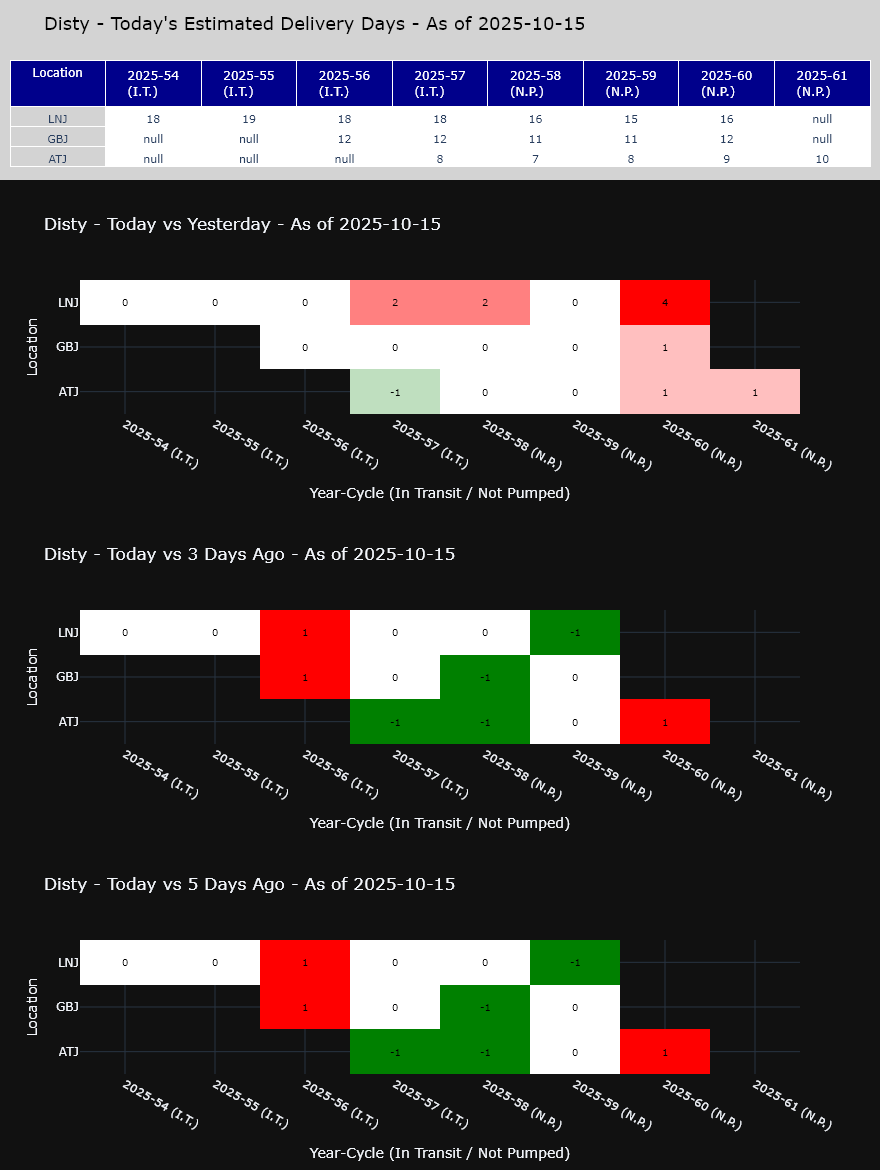 Disty - Today's Estimated Delivery Days - As of 2025-10-15
Location 2025-54 (I.T.) 2025-55 (I.T.) 2025-56 (I.T.) 2025-57 (I.T.) 2025-58 (N.P.) 2025-59 (N.P.) 2025-60 (N.P.) 2025-61 (N.P.)
LNJ 18 19 18 18 16 15 16 null
GBJ null null 12 12 11 11 12 null
ATJ null null null 8 7 8 9 10
Disty - Today vs Yesterday - As of 2025-10-15
Location
LNJ 0 0 0 2 2 0 4
GBJ 0 0 0 0 1
ATJ -1 0 0 1 1
2025-54 (I.T.) 2025-55 (I.T.) 2025-56 (I.T.) 2025-57 (I.T.) 2025-58 (N.P.) 2025-59 (N.P.) 2025-60 (N.P.) 2025-61 (N.P.)
Year-Cycle (In Transit / Not Pumped)
Disty - Today vs 3 Days Ago - As of 2025-10-15
Location
LNJ 0 0 1 0 0 -1
GBJ 1 0 -1 0
ATJ -1 -1 0 1
2025-54 (I.T.) 2025-55 (I.T.) 2025-56 (I.T.) 2025-57 (I.T.) 2025-58 (N.P.) 2025-59 (N.P.) 2025-60 (N.P.) 2025-61 (N.P.)
Year-Cycle (In Transit / Not Pumped)
Disty - Today vs 5 Days Ago - As of 2025-10-15
Location
LNJ 0 0 1 0 0 -1
GBJ 1 0 -1 0
ATJ -1 -1 0 1
2025-54 (I.T.) 2025-55 (I.T.) 2025-56 (I.T.) 2025-57 (I.T.) 2025-58 (N.P.) 2025-59 (N.P.) 2025-60 (N.P.) 2025-61 (N.P.)
Year-Cycle (In Transit / Not Pumped)